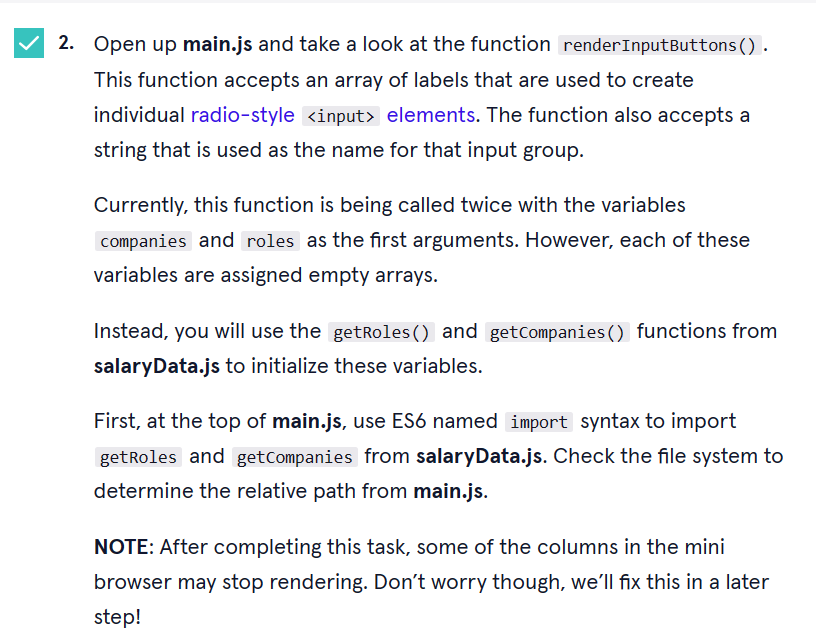 2. Open up main.js and take a look at the function renderInputButtons().
This function accepts an array of labels that are used to create
individual radio-style <input> elements. The function also accepts a
string that is used as the name for that input group.
Currently, this function is being called twice with the variables
companies and roles as the first arguments. However, each of these
variables are assigned empty arrays.
Instead, you will use the getRoles() and getCompanies() functions from
salaryData.js to initialize these variables.
First, at the top of main.js, use ES6 named import syntax to import
getRoles and getCompanies from salaryData.js. Check the file system to
determine the relative path from main.js.
NOTE: After completing this task, some of the columns in the mini
browser may stop rendering. Don’t worry though, we’ll fix this in a later
step!